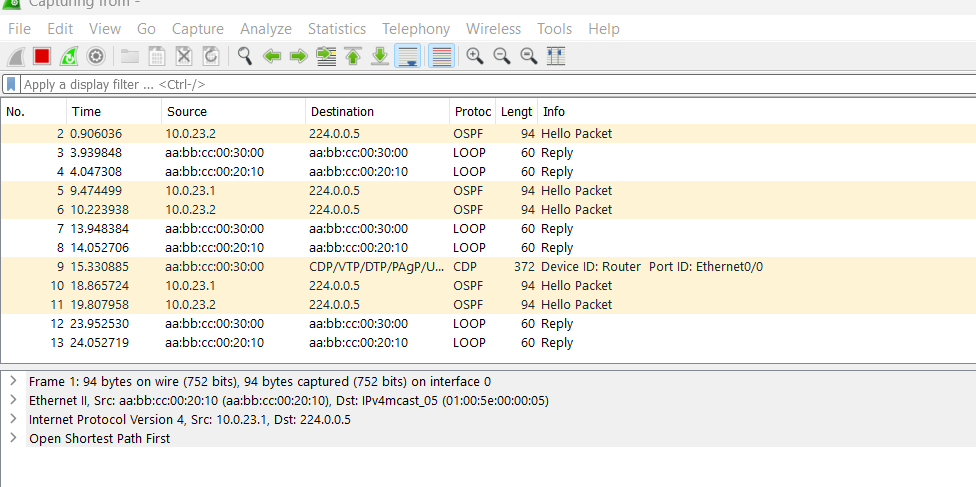 Capturing from -
File Edit View Go Capture Analyze Statistics Telephony Wireless Tools Help
Apply a display filter ... <Ctrl-/>
No. Time Source Destination Protoc Lengt Info
2 0.906036 10.0.23.2 224.0.0.5 OSPF 94 Hello Packet
3 3.939848 aa:bb:cc:00:30:00 aa:bb:cc:00:30:00 LOOP 60 Reply
4 4.047308 aa:bb:cc:00:20:10 aa:bb:cc:00:20:10 LOOP 60 Reply
5 9.474499 10.0.23.1 224.0.0.5 OSPF 94 Hello Packet
6 10.223938 10.0.23.2 224.0.0.5 OSPF 94 Hello Packet
7 13.948384 aa:bb:cc:00:30:00 aa:bb:cc:00:30:00 LOOP 60 Reply
8 14.052706 aa:bb:cc:00:20:10 aa:bb:cc:00:20:10 LOOP 60 Reply
9 15.330885 aa:bb:cc:00:30:00 CDP/VTP/DTP/PAgP/U... CDP 372 Device ID: Router Port ID: Ethernet0/0
10 18.865724 10.0.23.1 224.0.0.5 OSPF 94 Hello Packet
11 19.807958 10.0.23.2 224.0.0.5 OSPF 94 Hello Packet
12 23.952530 aa:bb:cc:00:30:00 aa:bb:cc:00:30:00 LOOP 60 Reply
13 24.052719 aa:bb:cc:00:20:10 aa:bb:cc:00:20:10 LOOP 60 Reply
Frame 1: 94 bytes on wire (752 bits), 94 bytes captured (752 bits) on interface 0
Ethernet II, Src: aa:bb:cc:00:20:10 (aa:bb:cc:00:20:10), Dst: IPv4mcast_05 (01:00:5e:00:00:05)
Internet Protocol Version 4, Src: 10.0.23.1, Dst: 224.0.0.5
Open Shortest Path First